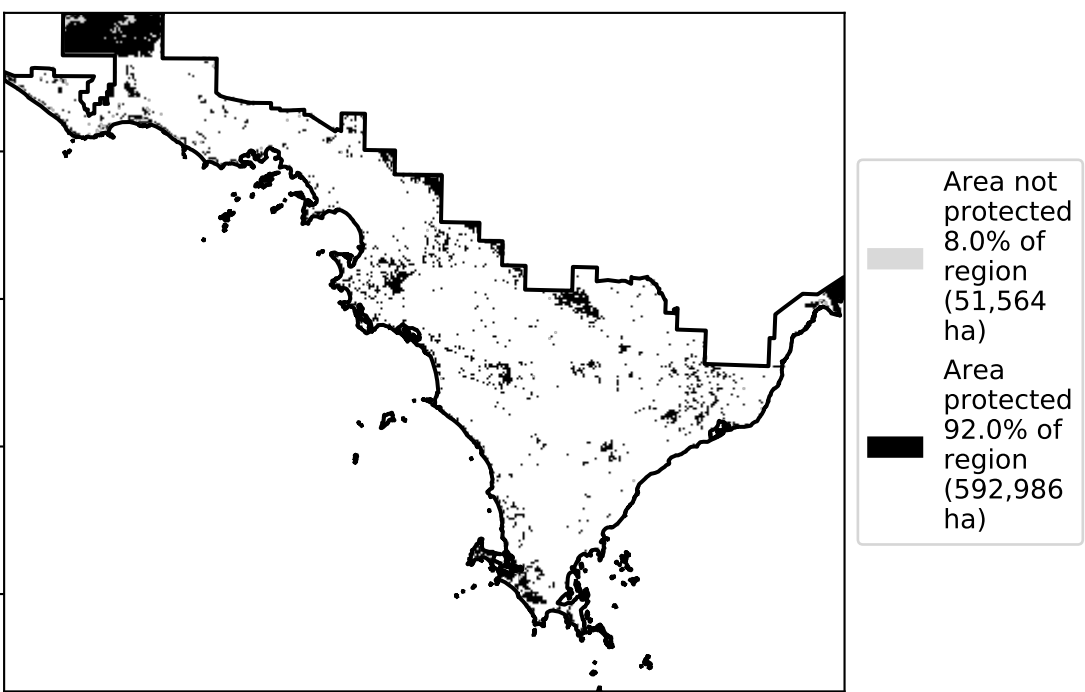 Area not
protected
8.0% of
region
(51,564
ha)
Area
protected
92.0% of
region
(592,986
ha)